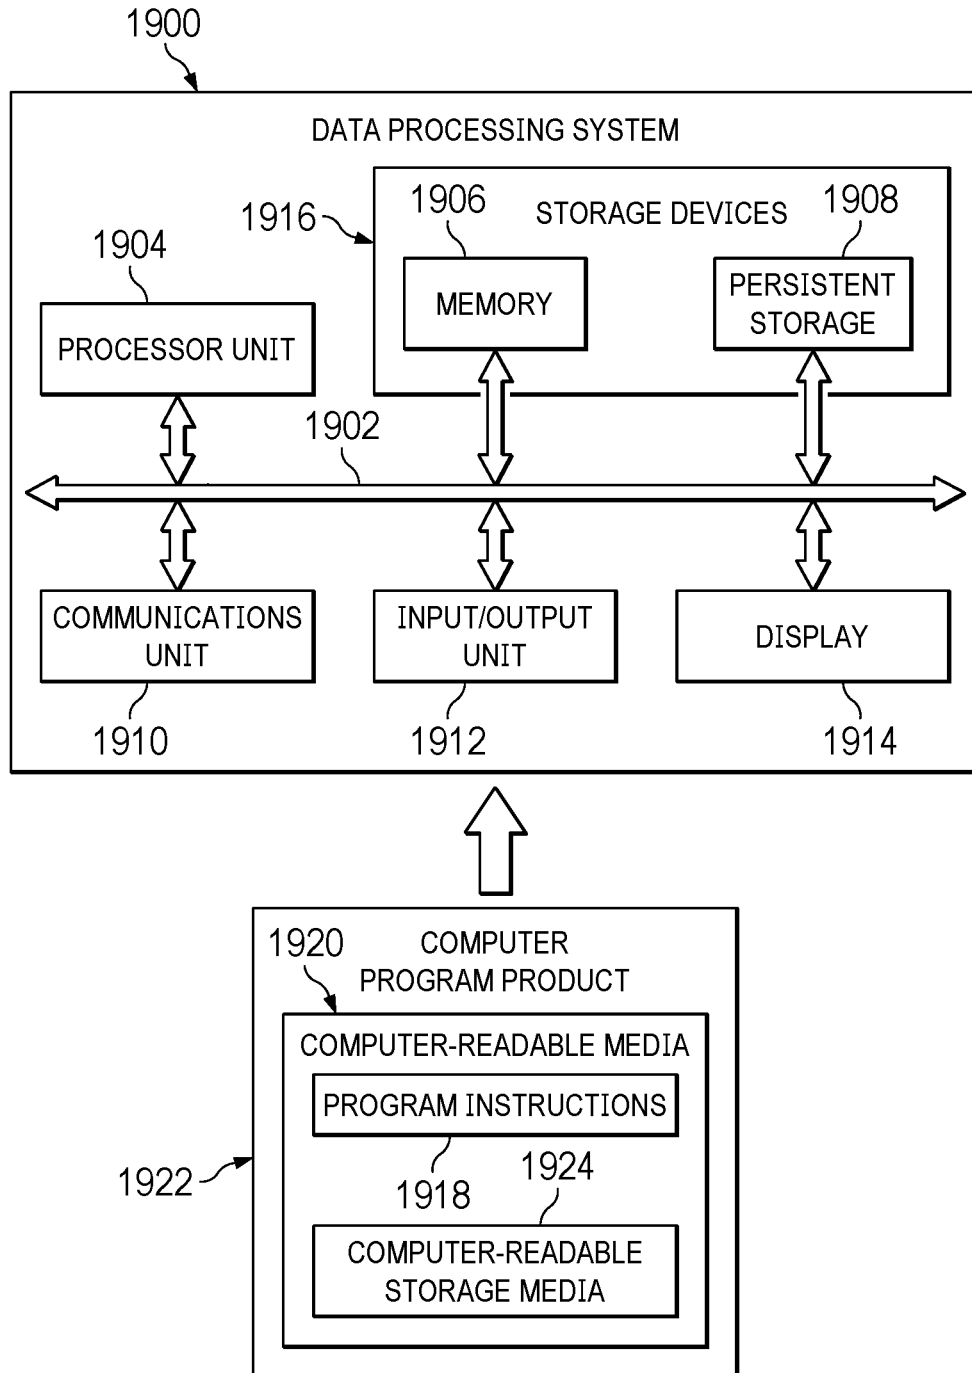 1900
DATA PROCESSING SYSTEM
1916
1906
STORAGE DEVICES
1908
1904
MEMORY
PERSISTENT
STORAGE
PROCESSOR UNIT
1902
COMMUNICATIONS
UNIT
INPUT/OUTPUT
UNIT
DISPLAY
1910
1912
1914
1920
COMPUTER
PROGRAM PRODUCT
COMPUTER-READABLE MEDIA
PROGRAM INSTRUCTIONS
1922
1918
1924
COMPUTER-READABLE
STORAGE MEDIA